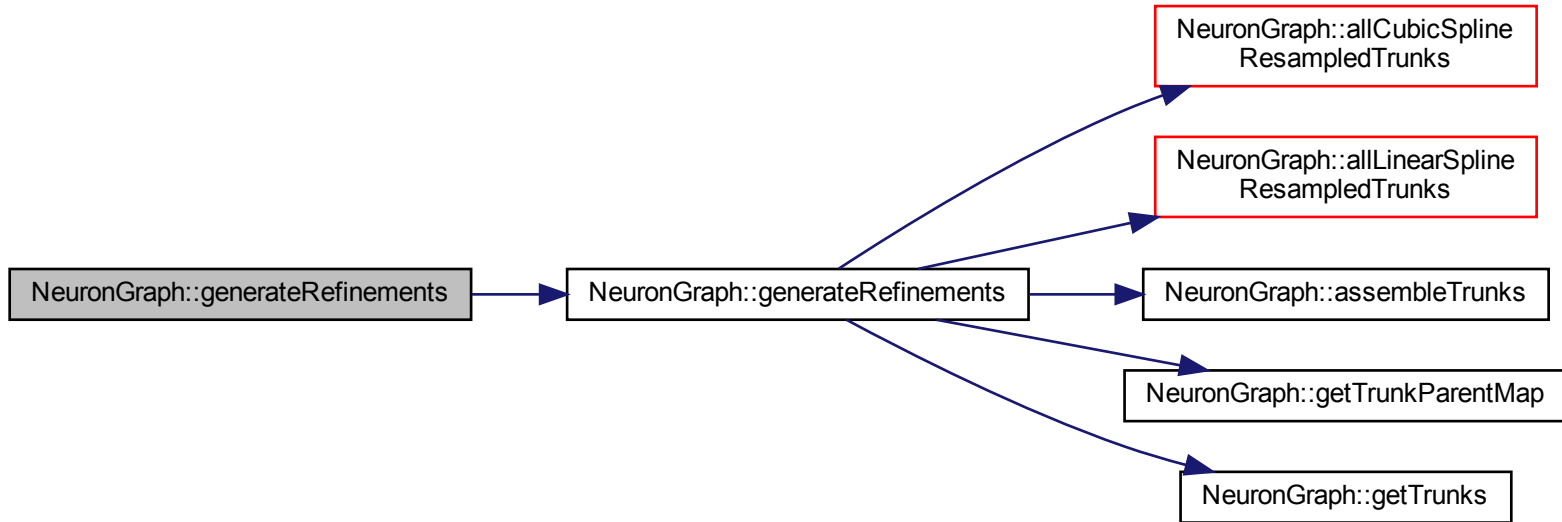 NeuronGraph::generateRefinements
NeuronGraph::generateRefinements
NeuronGraph::allCubicSpline
ResampledTrunks
NeuronGraph::allLinearSpline
ResampledTrunks
NeuronGraph::assembleTrunks
NeuronGraph::getTrunkParentMap
NeuronGraph::getTrunks